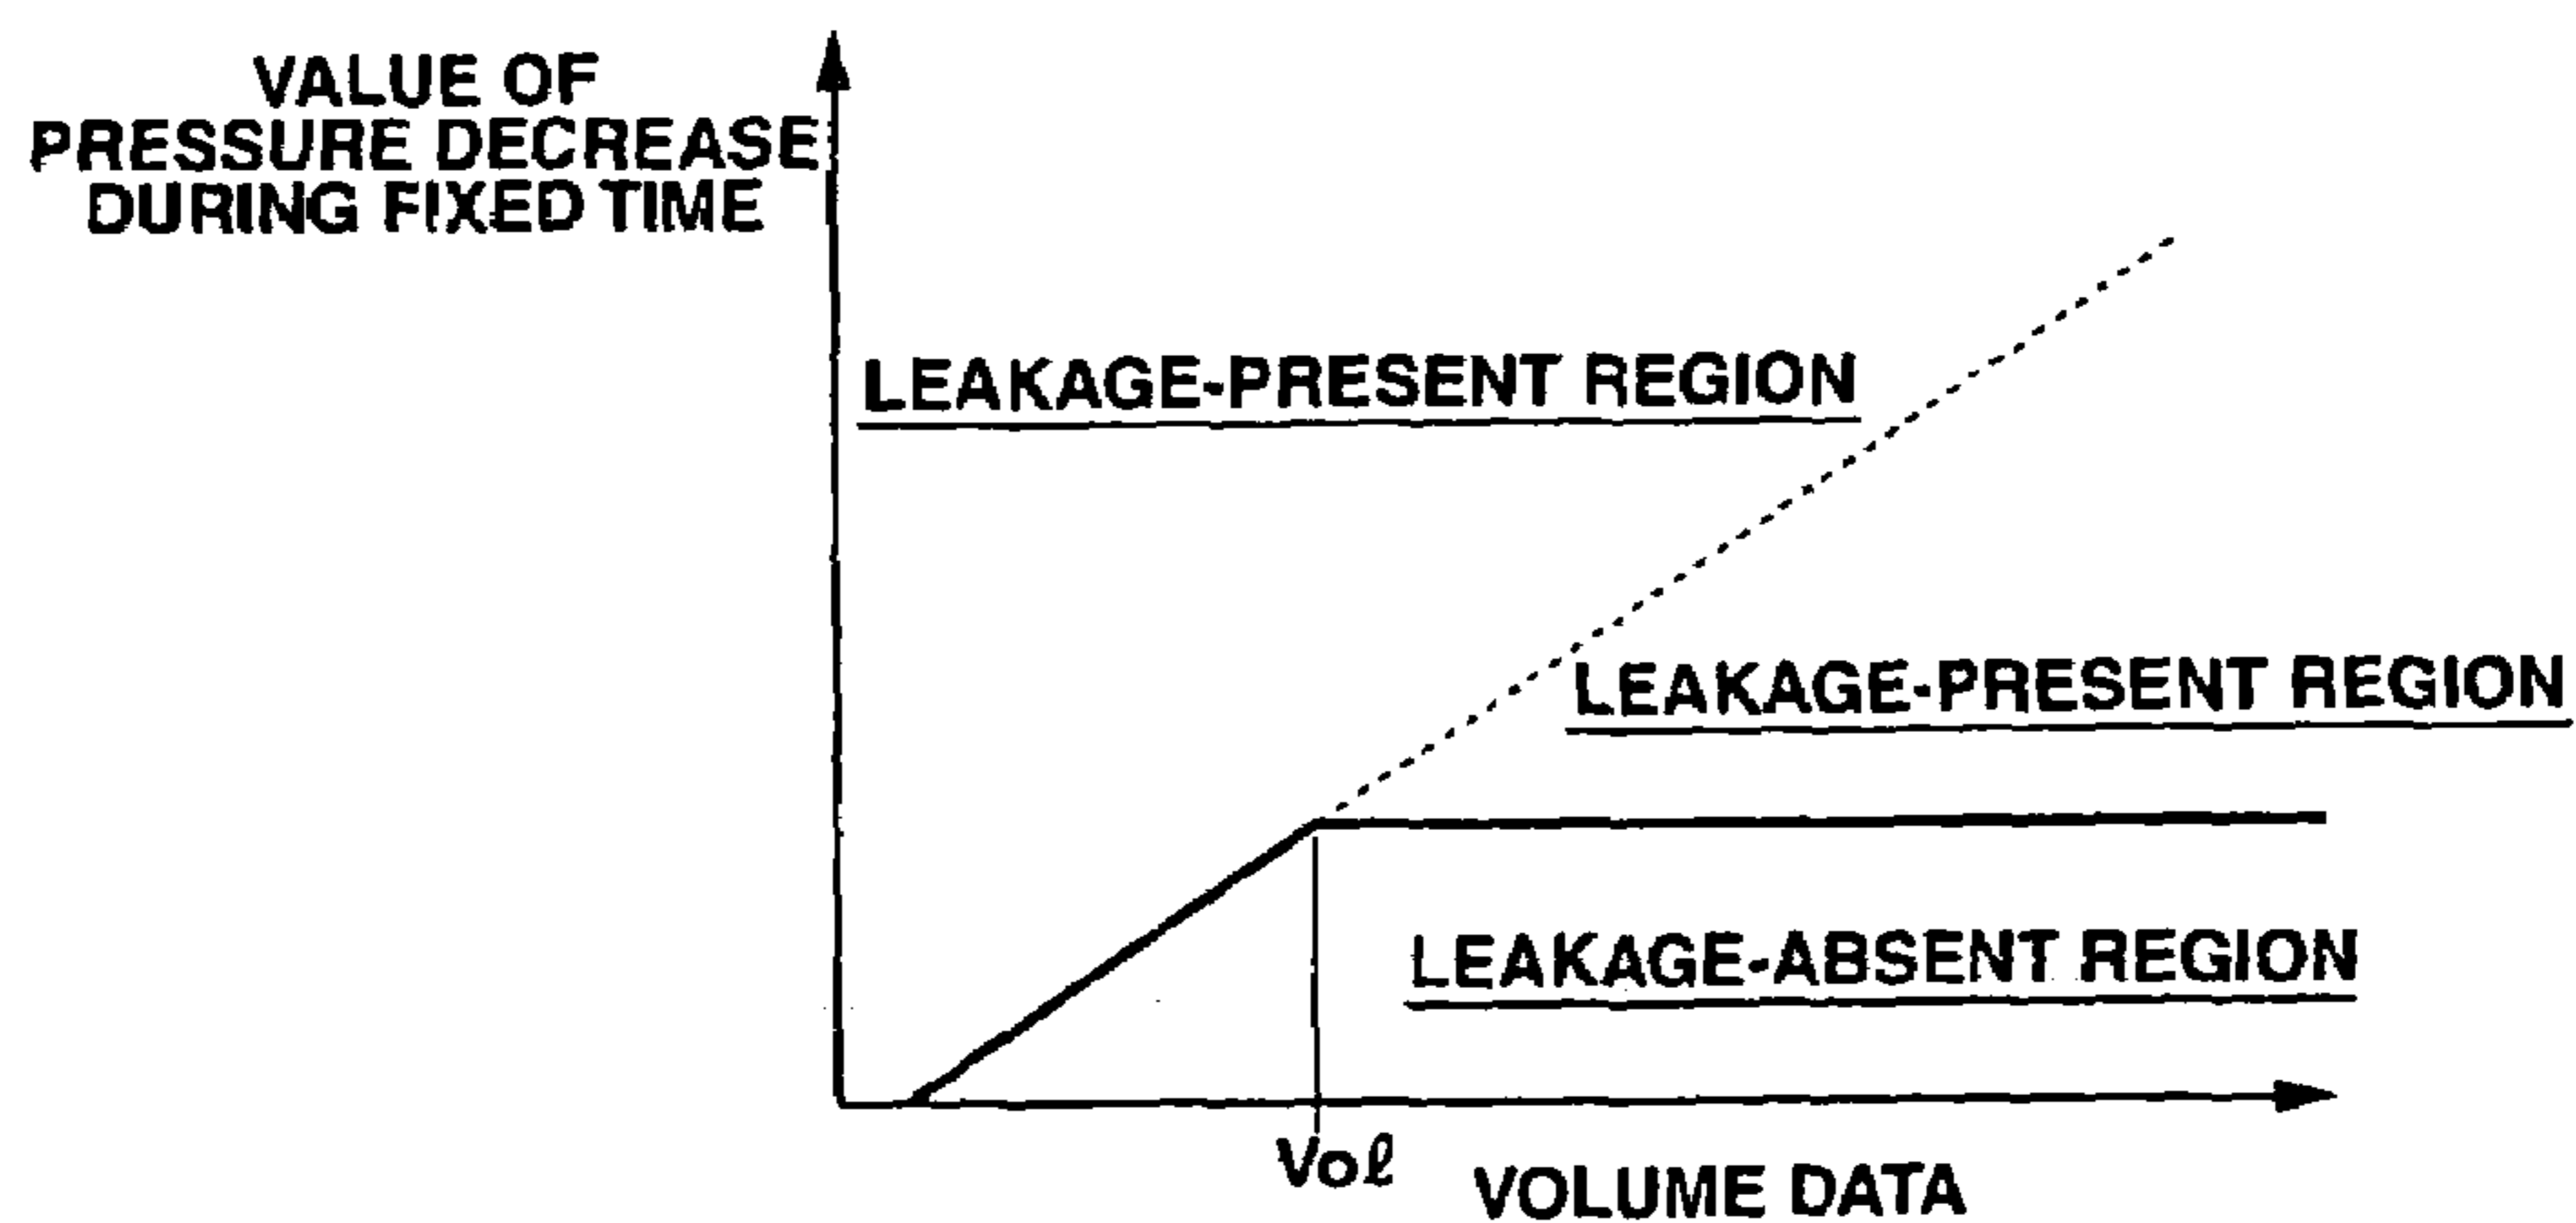 VALUE OF
PRESSURE DECREASE
DURING FIXED TIME
LEAKAGE-PRESENT REGION
LEAKAGE-PRESENT REGION
LEAKAGE-ABSENT REGION
Voℓ
VOLUME DATA